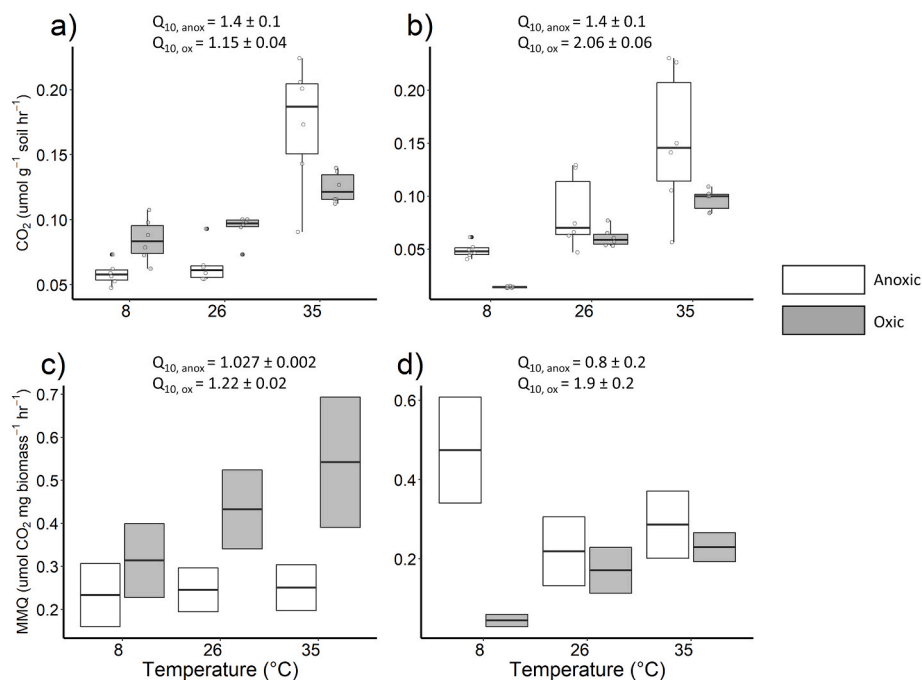 a)
Q10, anox = 1.4 ± 0.1
Q10, ox = 1.15 ± 0.04
b)
Q10, anox = 1.4 ± 0.1
Q10, ox = 2.06 ± 0.06
CO2 (umol g−1 soil hr−1)
0.20
0.15
0.10
0.05
8
26
35
0.20
0.15
0.10
0.05
8
26
35
Anoxic
Oxic
c)
Q10, anox = 1.027 ± 0.002
Q10, ox = 1.22 ± 0.02
d)
Q10, anox = 0.8 ± 0.2
Q10, ox = 1.9 ± 0.2
MMQ (umol CO2 mg biomass−1 hr−1)
0.7
0.6
0.5
0.4
0.3
0.2
8
26
35
Temperature (°C)
0.6
0.4
0.2
8
26
35
Temperature (°C)